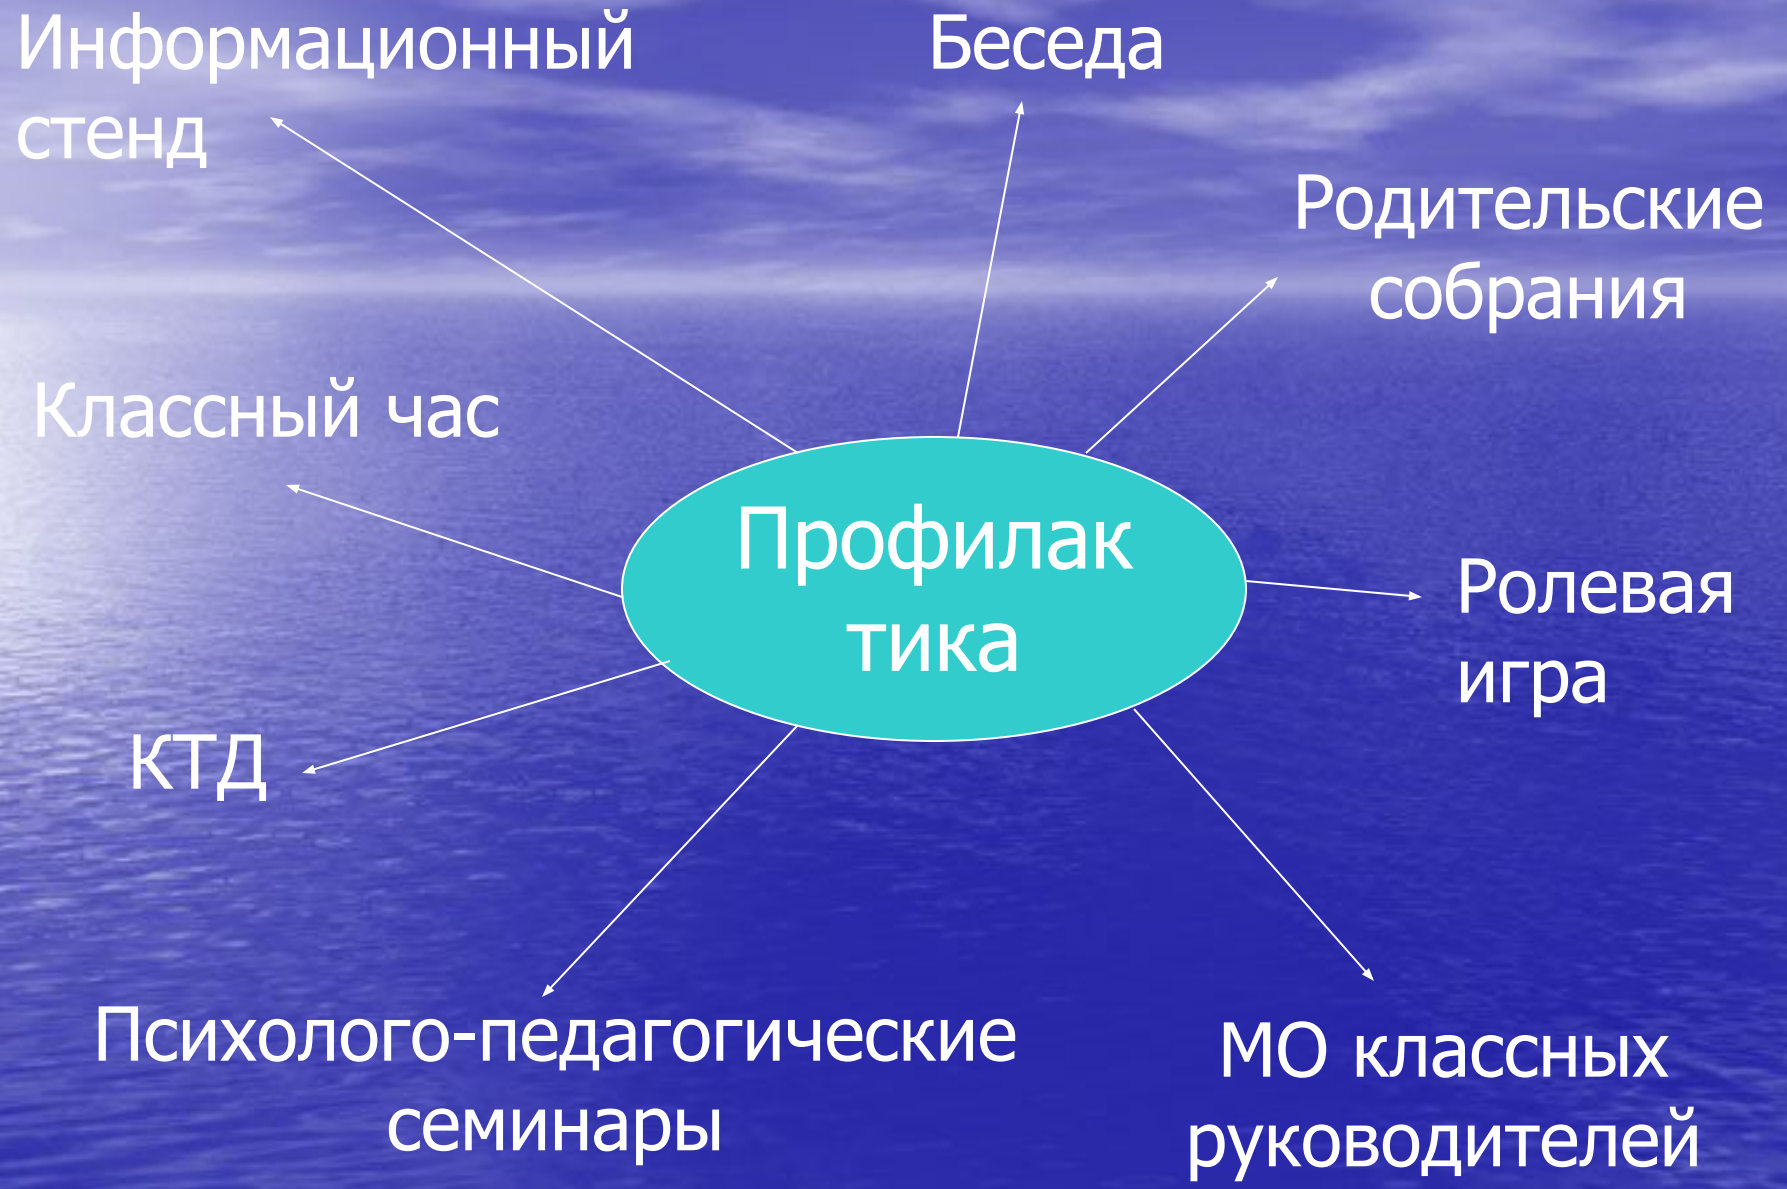 Информационный
стенд
Беседа
Родительские
собрания
Классный час
Профилак
тика
Ролевая
игра
КТД
Психолого-педагогические
семинары
МО классных
руководителей